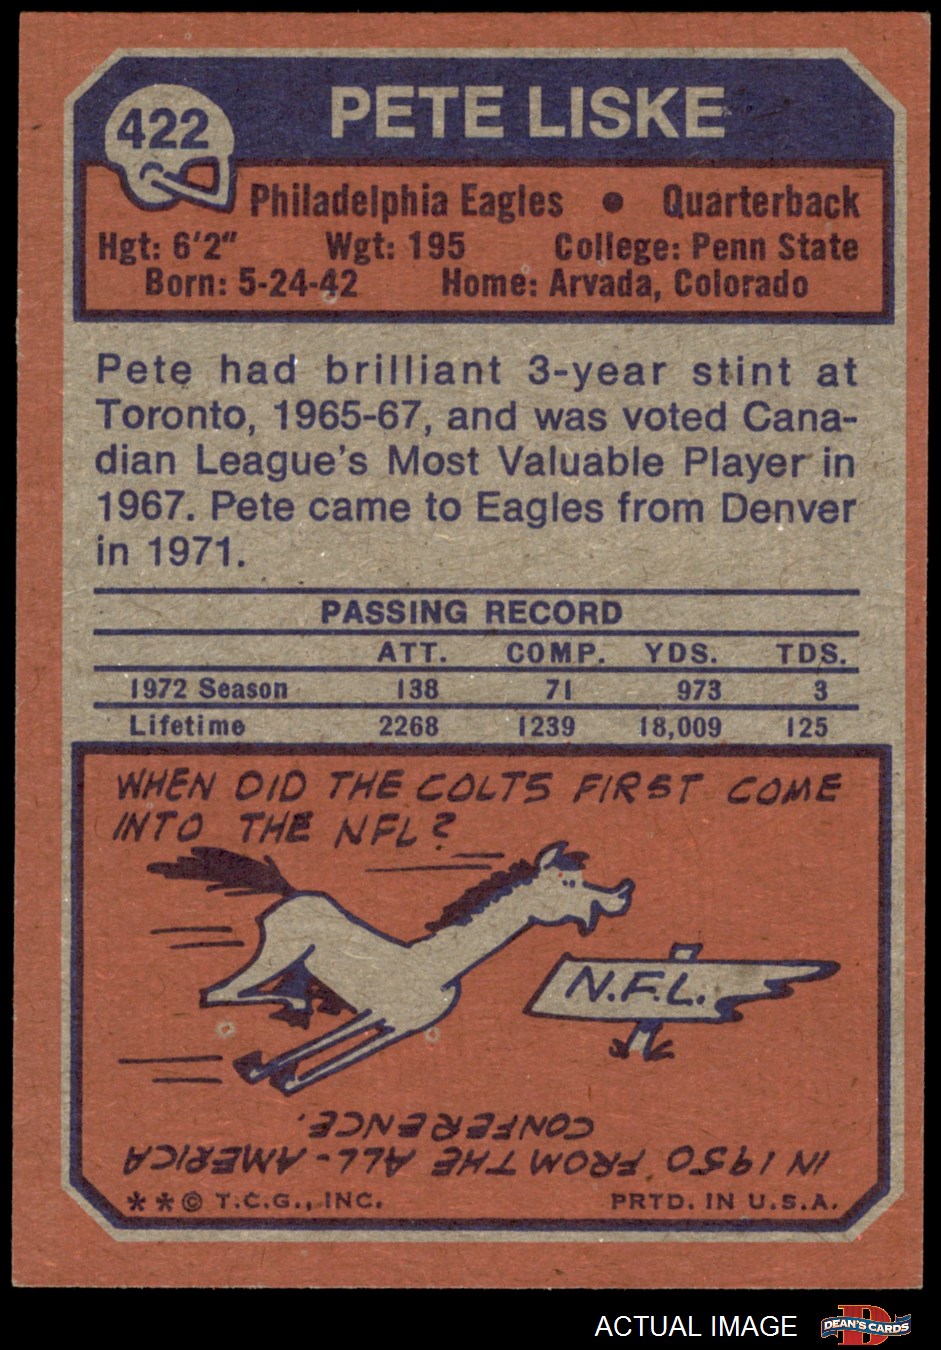 422
PETE LISKE
Philadelphia Eagles • Quarterback
Hgt: 6'2" Wgt: 195 College: Penn State
Born: 5-24-42 Home: Arvada, Colorado
Pete had brilliant 3-year stint at
Toronto, 1965-67, and was voted Cana-
dian League's Most Valuable Player in
1967. Pete came to Eagles from Denver
in 1971.
PASSING RECORD
ATT. COMP. YDS. TDS.
1972 Season 138 71 973 3
Lifetime 2268 1239 18,009 125
WHEN DID THE COLTS FIRST COME
INTO THE NFL?
N.F.L.
IN 1950 FROM THE ALL-AMERICA
CONFERENCE.
**© T.C.G., INC. PRTD. IN U.S.A.
ACTUAL IMAGE
DEAN'S CARDS